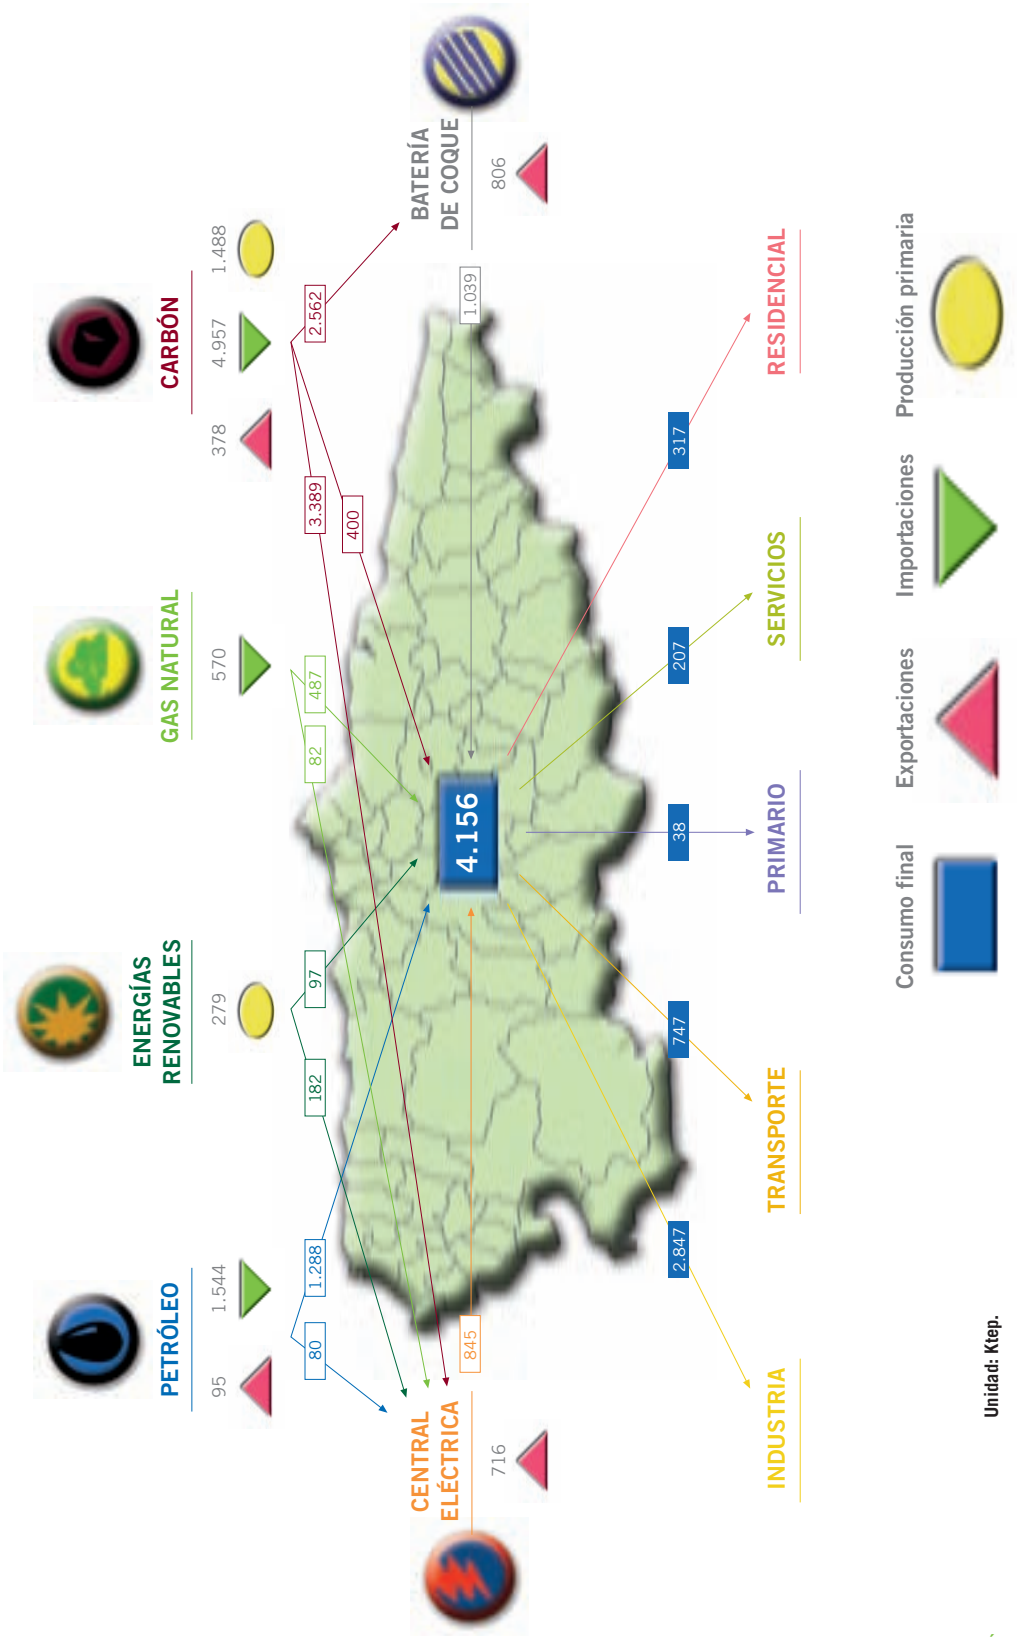 PETRÓLEO
95
1.544
ENERGÍAS
RENOVABLES
279
GAS NATURAL
570
CARBÓN
378
4.957
1.488
80
1.288
182
97
82
487
3.389
400
2.562
CENTRAL
ELÉCTRICA
716
845
4.156
1.039
BATERÍA
DE COQUE
806
2.847
747
38
207
317
INDUSTRIA
TRANSPORTE
PRIMARIO
SERVICIOS
RESIDENCIAL
Consumo final
Exportaciones
Importaciones
Producción primaria
Unidad: Ktep.